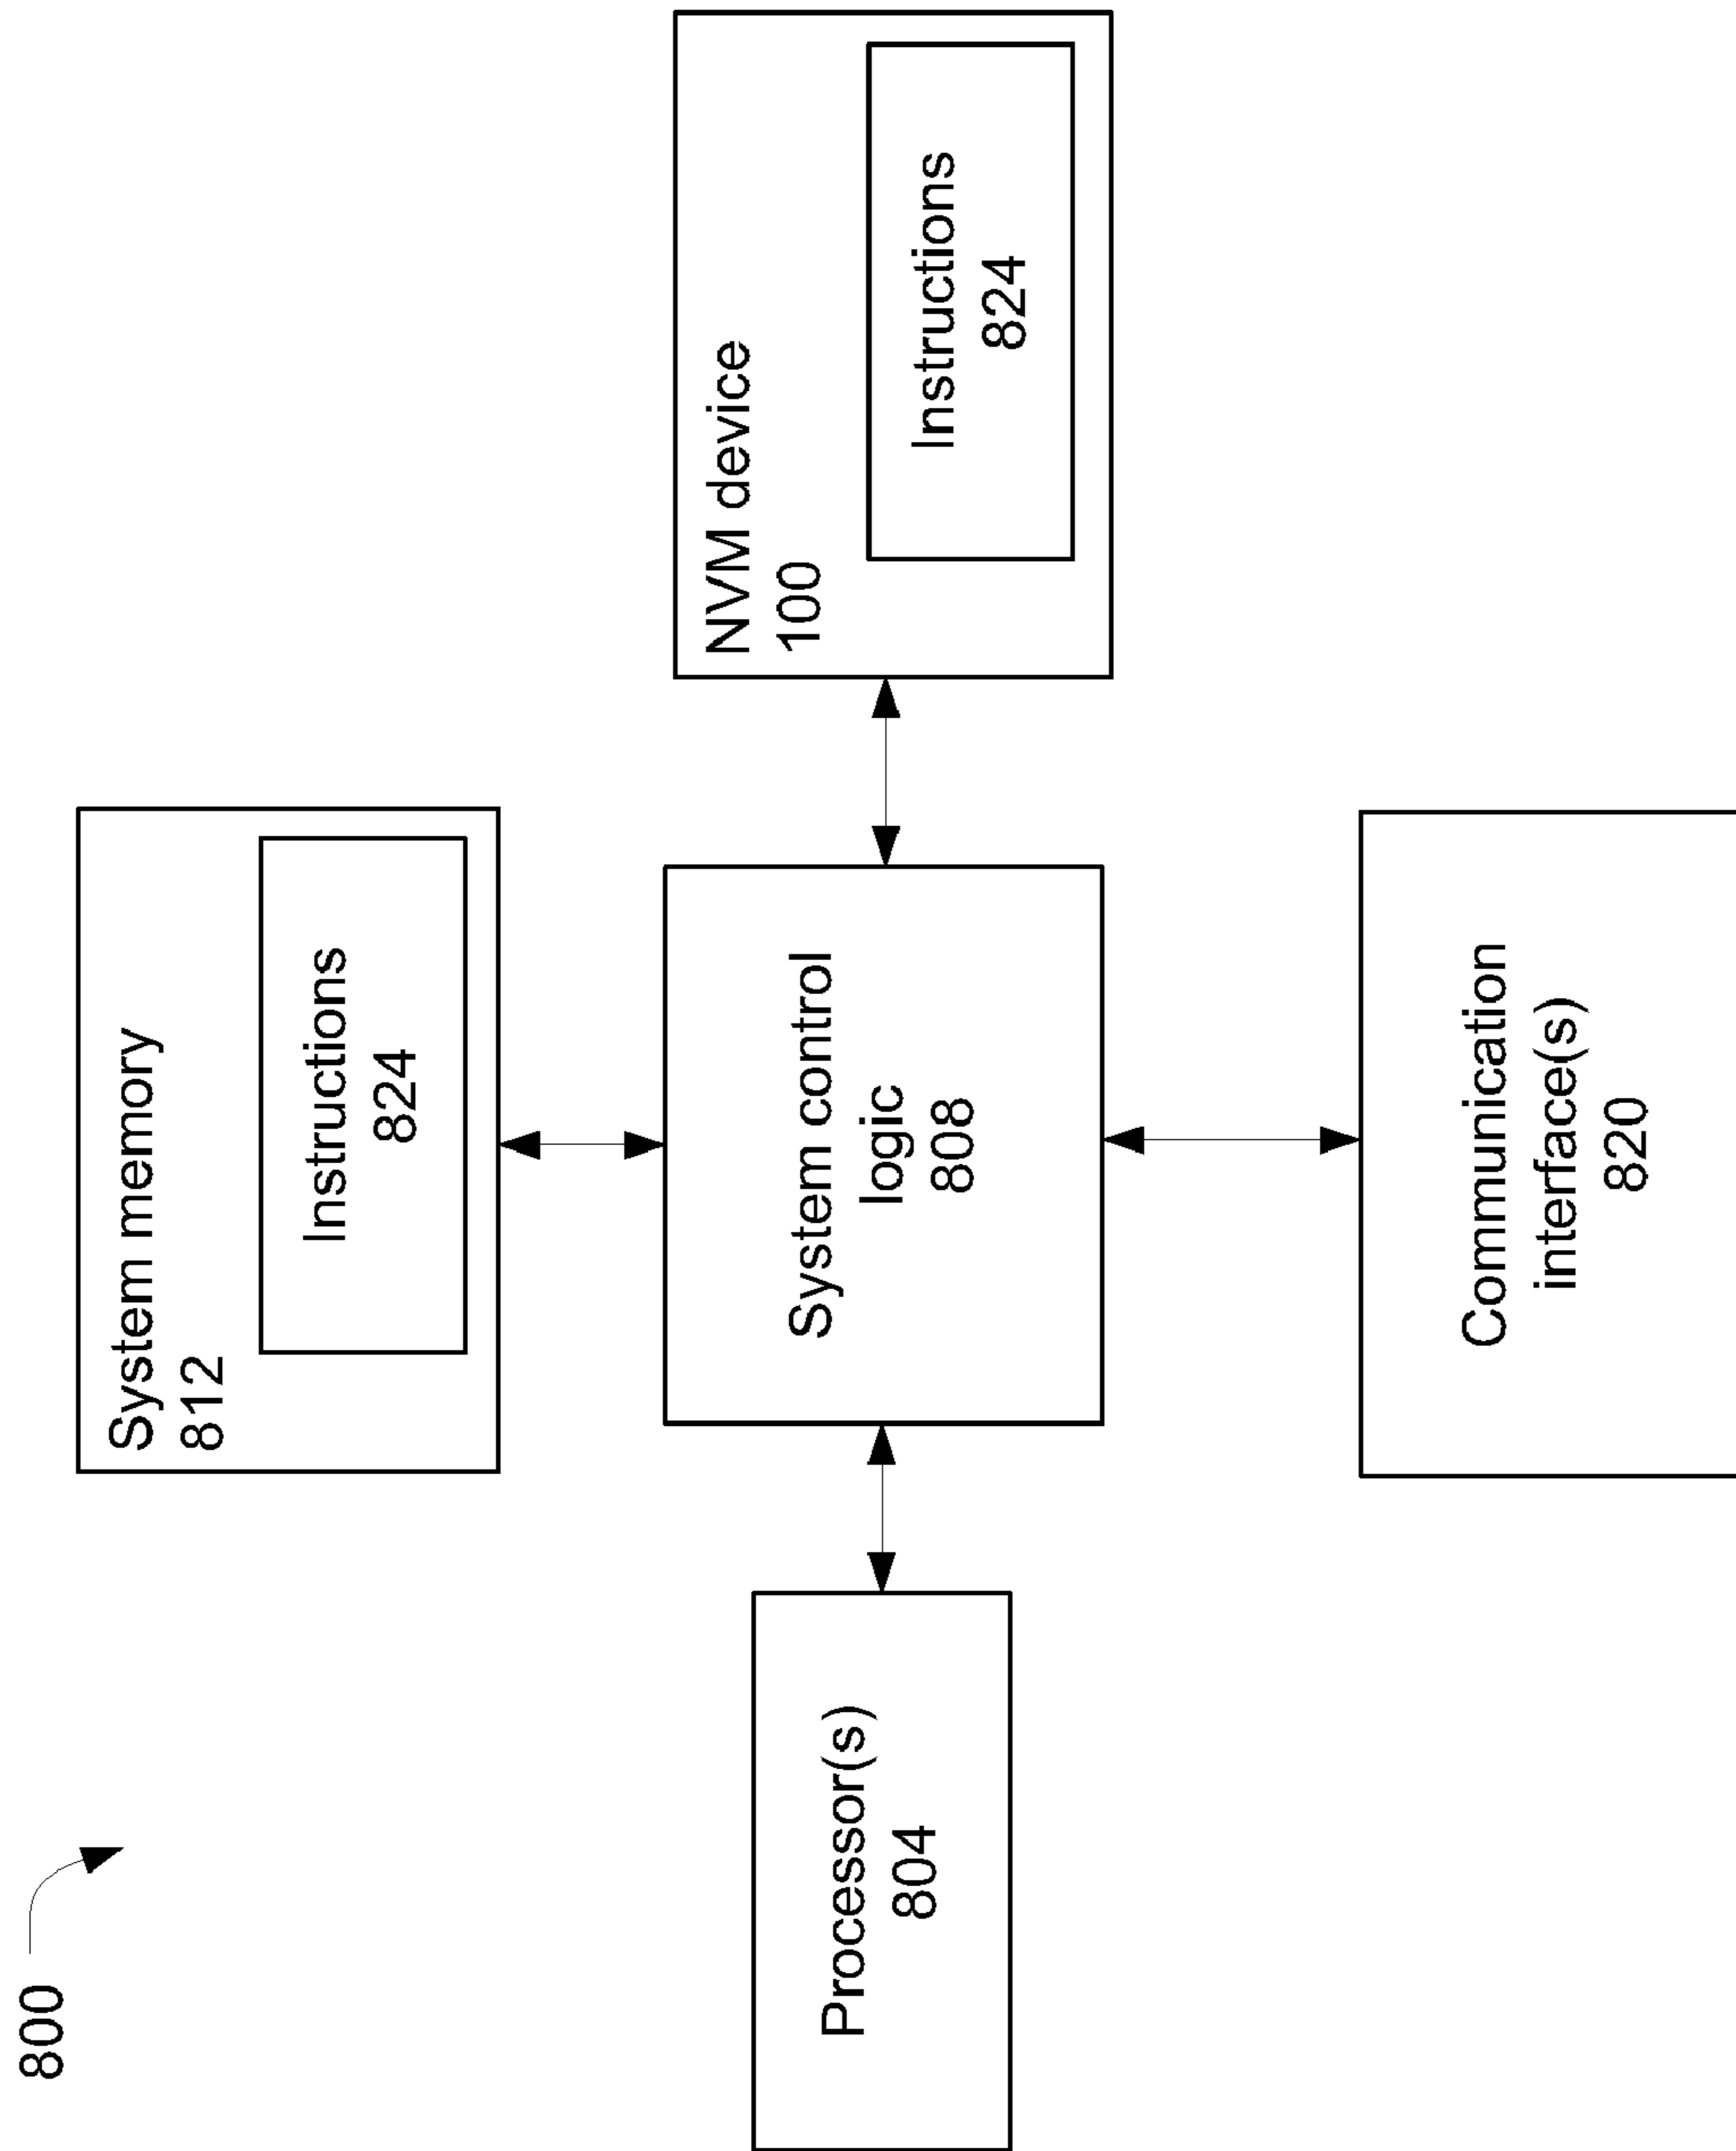 800
System memory
812
Instructions
824
Processor(s)
804
System control
logic
808
NVM device
100
Instructions
824
Communication
interface(s)
820